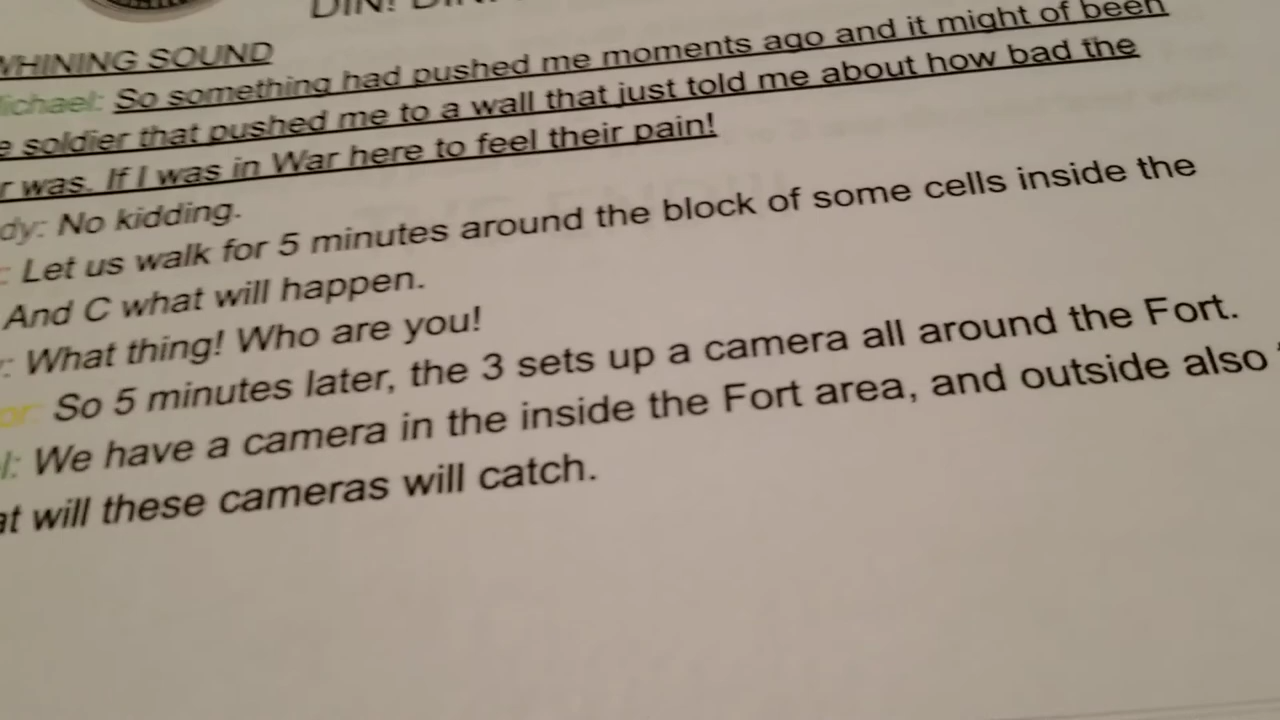 DIN! DIN!
WHINING SOUND
Michael: So something had pushed me moments ago and it might of been
e soldier that pushed me to a wall that just told me about how bad the
r was. If I was in War here to feel their pain!
dy: No kidding.
: Let us walk for 5 minutes around the block of some cells inside the
And C what will happen.
r: What thing! Who are you!
or: So 5 minutes later, the 3 sets up a camera all around the Fort.
l: We have a camera in the inside the Fort area, and outside also
at will these cameras will catch.